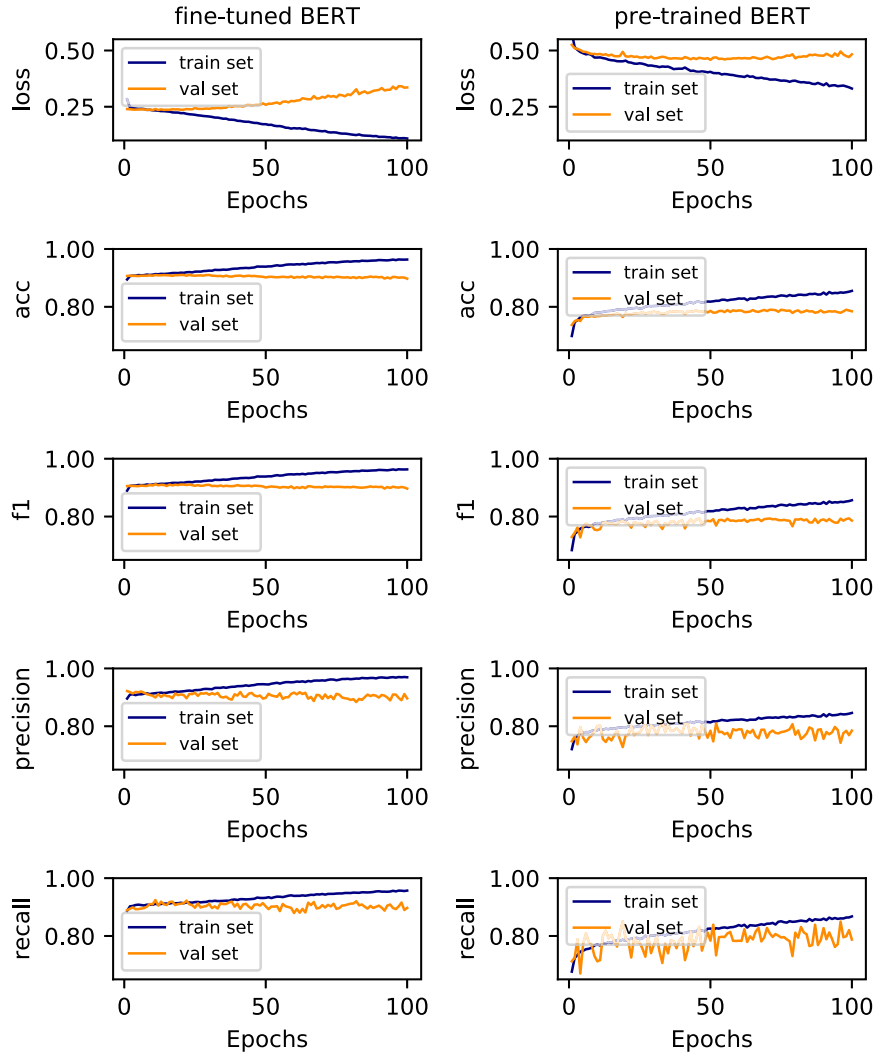 fine-tuned BERT
pre-trained BERT
loss
0.50
0.25
train set
val set
0
50
100
Epochs
loss
0.50
0.25
train set
val set
0
50
100
Epochs
acc
1.00
0.80
train set
val set
0
50
100
Epochs
acc
1.00
0.80
train set
val set
0
50
100
Epochs
f1
1.00
0.80
train set
val set
0
50
100
Epochs
f1
1.00
0.80
train set
val set
0
50
100
Epochs
precision
1.00
0.80
train set
val set
0
50
100
Epochs
precision
1.00
0.80
train set
val set
0
50
100
Epochs
recall
1.00
0.80
train set
val set
0
50
100
Epochs
recall
1.00
0.80
train set
val set
0
50
100
Epochs